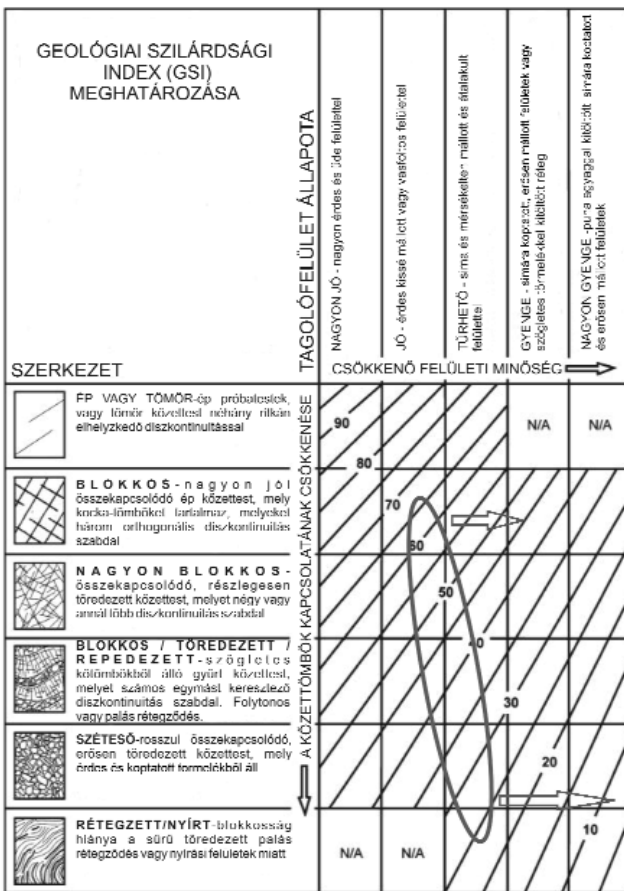 GEOLÓGIAI SZILÁRDSÁGI
INDEX (GSI)
MEGHATÁROZÁSA
SZERKEZET
TAGOLÓFELÜLET ÁLLAPOTA
NAGYON JÓ - nagyon érdes és üde felülettel
JÓ - érdes kissé mállott vagy vasfoltos felülettel
TŰRHETŐ - sima és mérsékelten mállott és átalakult
felülettel
GYENGE - simára koptatott, erősen mállott felületek vagy
szögletes törmelékkel kitöltött réteg
NAGYON GYENGE - puha agyaggal kitöltött simára koptatott
és erősen mállott felületek
CSÖKKENŐ FELÜLETI MINŐSÉG
A KŐZETTÖMBÖK KAPCSOLATÁNAK CSÖKKENÉSE
ÉP VAGY TÖMÖR-ép próbatestek,
vagy tömör kőzettest néhány ritkán
elhelyzkedő diszkontinuitással
BLOKKOS-nagyon jól
összekapcsolódó ép kőzettest, mely
kocka-tömböket tartalmaz, melyeket
három orthogonális diszkontinuitás
szabdal
NAGYON BLOKKOS-
összekapcsolódó, részlegesen
töredezett kőzettest, melyet négy vagy
annál több diszkontinuitás szabdal
BLOKKOS / TÖREDEZETT /
REPEDEZETT-szögletes
kőtömbökből álló gyűrt kőzettest,
melyet számos egymást keresztező
diszkontinuitás szabdal. Folytonos
vagy palás rétegződés.
SZÉTESŐ-rosszul összekapcsolódó,
erősen töredezett kőzettest, mely
érdes és koptatott törmelékből áll
RÉTEGZETT/NYÍRT-blokkosság
hiánya a sűrű töredezett palás
rétegződés vagy nyírási felületek miatt
90
80
70
60
50
40
30
20
10
N/A
N/A
N/A
N/A